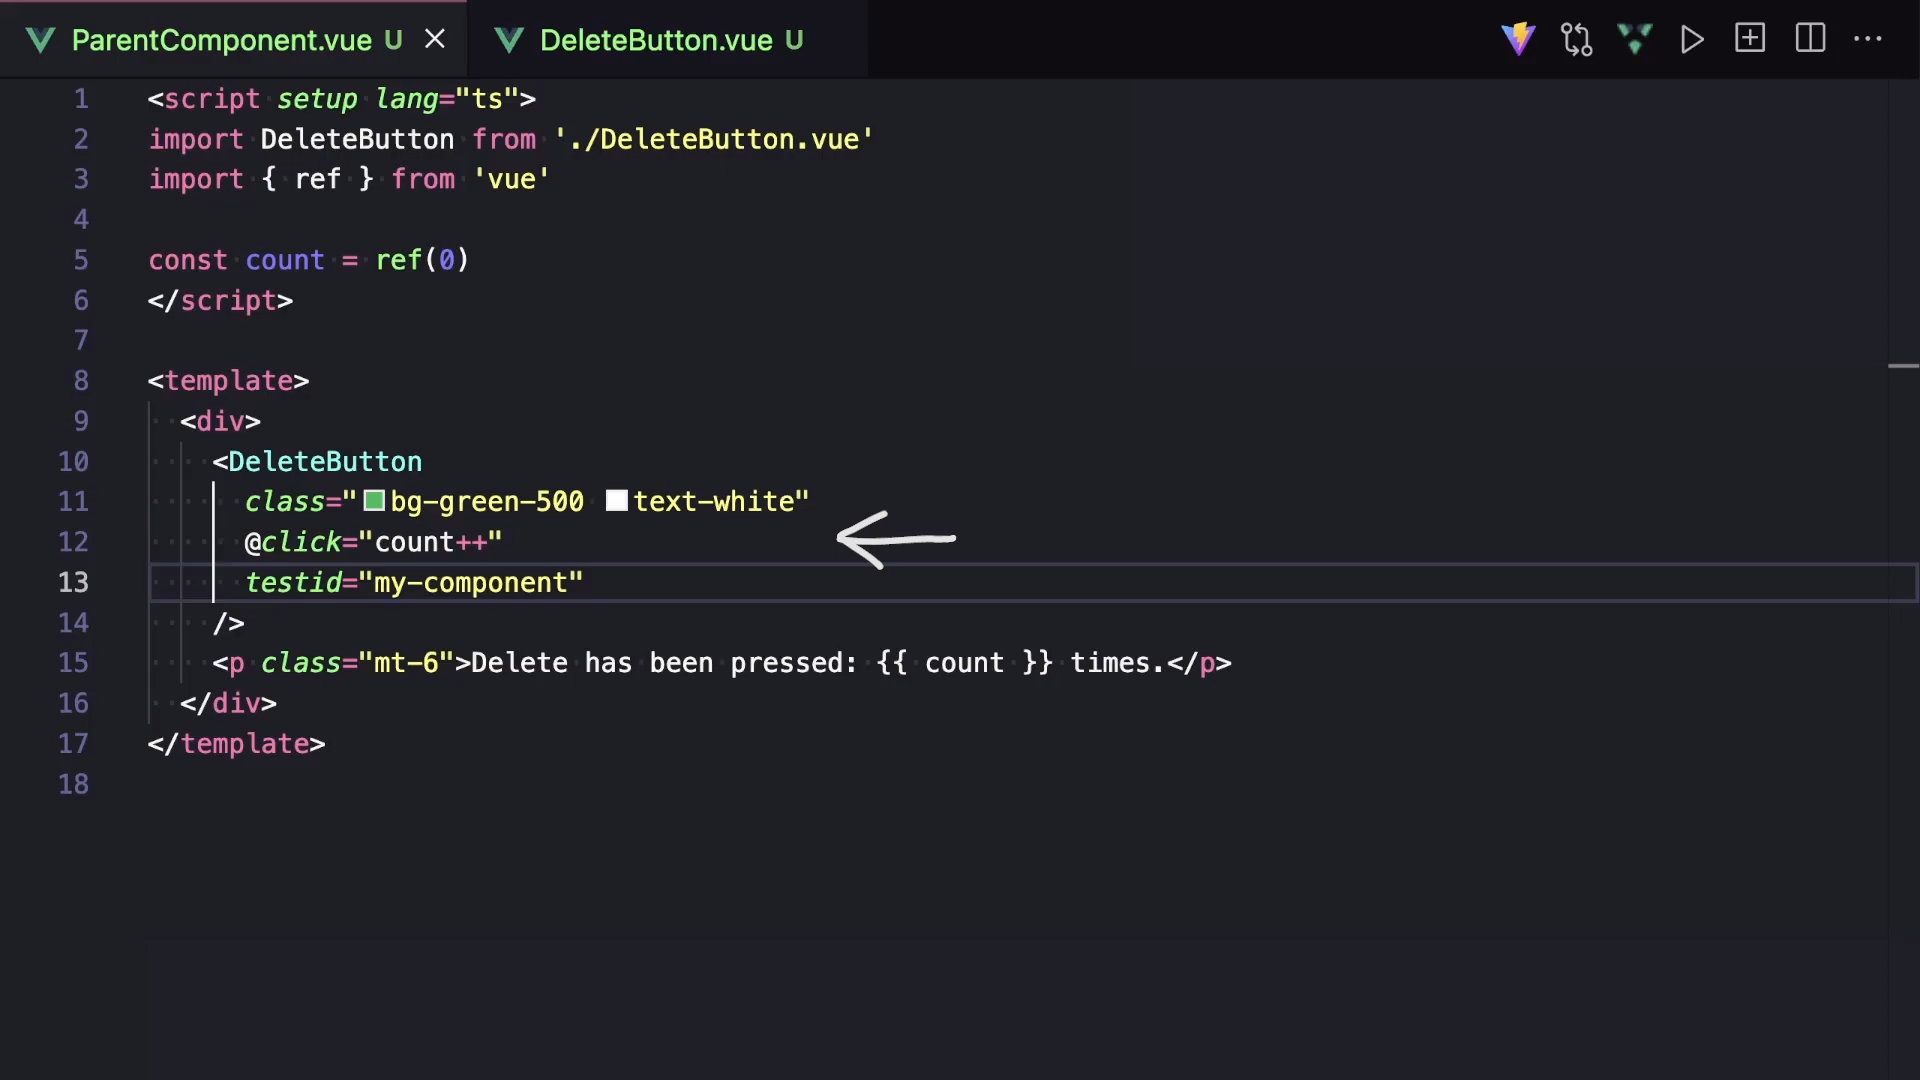 ParentComponent.vue U
DeleteButton.vue U
1 <script setup lang="ts">
2 import DeleteButton from './DeleteButton.vue'
3 import { ref } from 'vue'
4
5 const count = ref(0)
6 </script>
7
8 <template>
9 <div>
10 <DeleteButton
11 class="bg-green-500 text-white"
12 @click="count++"
13 testid="my-component"
14 />
15 <p class="mt-6">Delete has been pressed: {{ count }} times.</p>
16 </div>
17 </template>
18